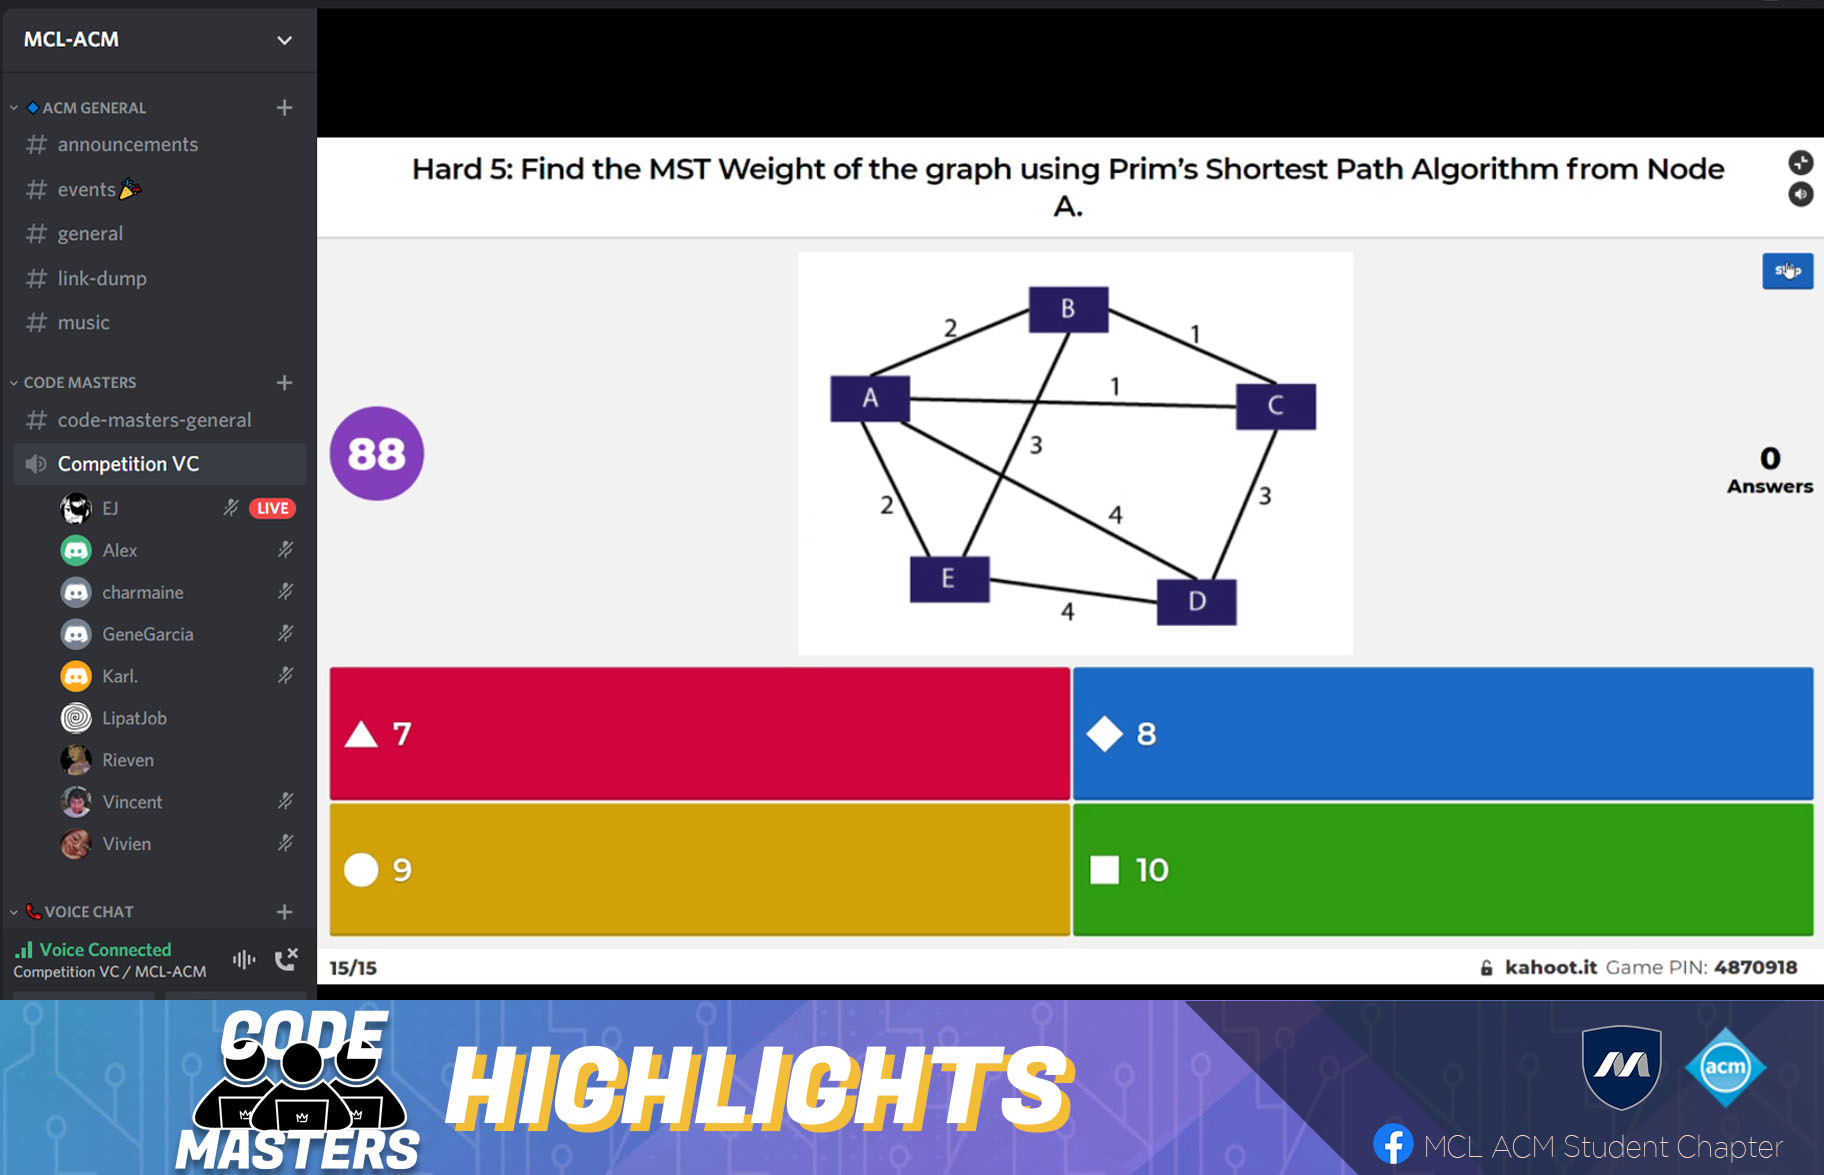 MCL-ACM
ACM GENERAL
announcements
events
general
link-dump
music
CODE MASTERS
code-masters-general
Competition VC
EJ LIVE
Alex
charmaine
GeneGarcia
Karl.
LipatJob
Rieven
Vincent
Vivien
VOICE CHAT
Voice Connected
Competition VC / MCL-ACM
Hard 5: Find the MST Weight of the graph using Prim's Shortest Path Algorithm from Node
A.
88
B
2
1
A
1
C
3
2
4
3
E
D
4
0
Answers
7
8
9
10
15/15
kahoot.it Game PIN: 4870918
CODE
MASTERS
HIGHLIGHTS
acm
MCL ACM Student Chapter